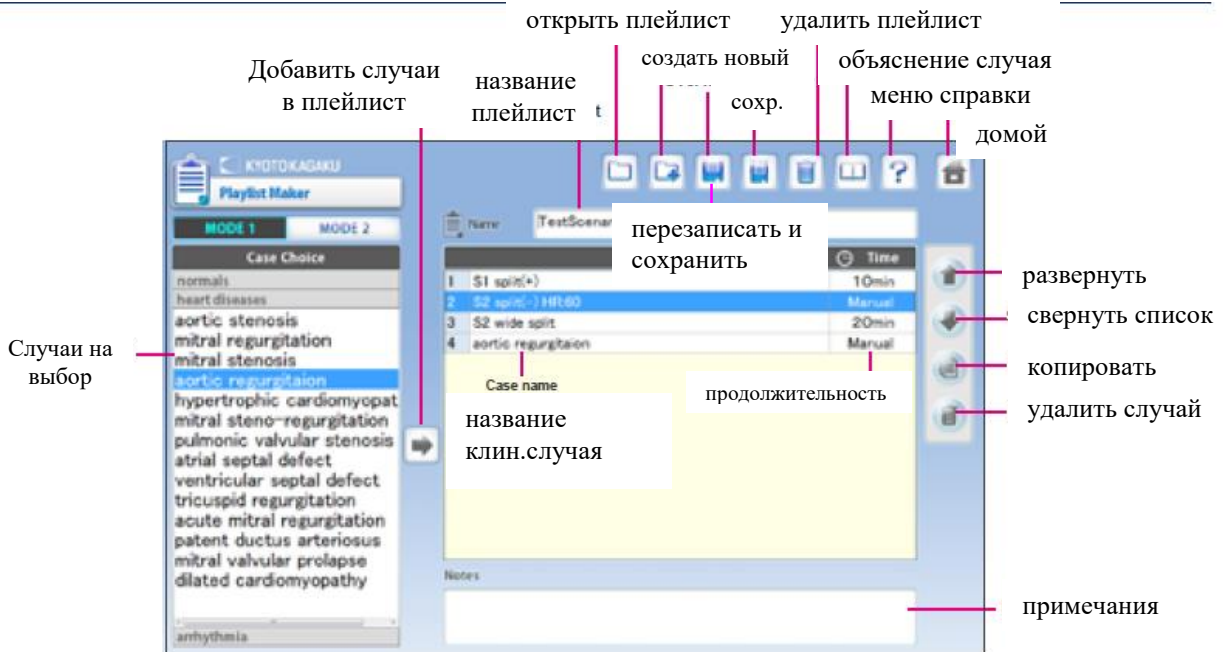 открыть плейлист
удалить плейлист
создать новый
объяснение случая
Добавить случаи
в плейлист
название
плейлист
t
сохр.
меню справки
домой
KYOTOKAGAKU
Playlist Maker
MODE 1
MODE 2
Name
TestScenar
перезаписать и
сохранить
Case Choice
Time
normals
heart diseases
1 S1 split(+) 10min
2 S2 split(-) HR:60 Manual
3 S2 wide split 20min
4 aortic regurgitaion Manual
развернуть
свернуть список
копировать
удалить случай
Случаи на
выбор
aortic stenosis
mitral regurgitation
mitral stenosis
aortic regurgitaion
hypertrophic cardiomyopat
mitral steno-regurgitation
pulmonic valvular stenosis
atrial septal defect
ventricular septal defect
tricuspid regurgitation
acute mitral regurgitation
patent ductus arteriosus
mitral valvular prolapse
dilated cardiomyopathy
arrhythmia
Case name
название
клин.случая
продолжительность
Notes
примечания